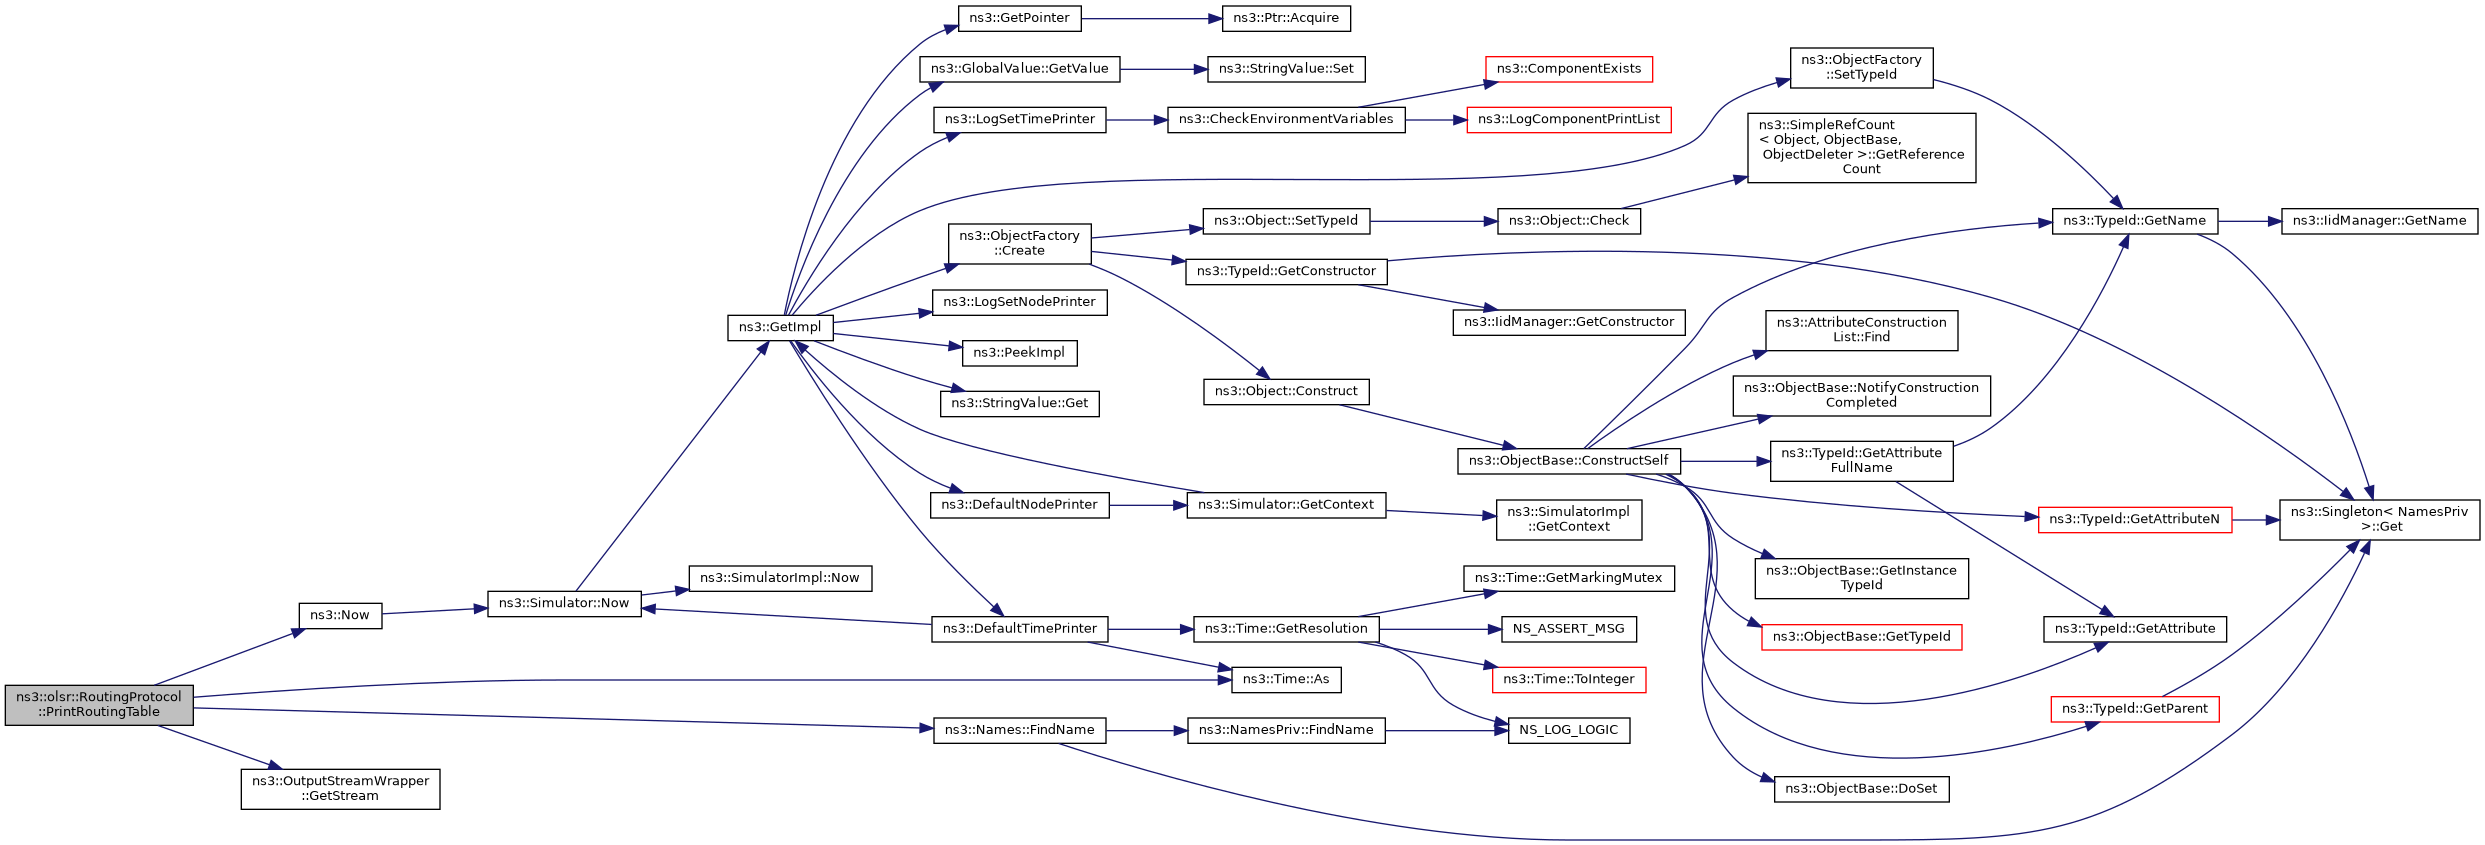 ns3::GetPointer
ns3::Ptr::Acquire
ns3::GlobalValue::GetValue
ns3::StringValue::Set
ns3::ComponentExists
ns3::ObjectFactory
::SetTypeId
ns3::LogSetTimePrinter
ns3::CheckEnvironmentVariables
ns3::LogComponentPrintList
ns3::SimpleRefCount
< Object, ObjectBase,
ObjectDeleter >::GetReference
Count
ns3::ObjectFactory
::Create
ns3::Object::SetTypeId
ns3::Object::Check
ns3::TypeId::GetName
ns3::IidManager::GetName
ns3::TypeId::GetConstructor
ns3::LogSetNodePrinter
ns3::IidManager::GetConstructor
ns3::GetImpl
ns3::AttributeConstruction
List::Find
ns3::PeekImpl
ns3::StringValue::Get
ns3::Object::Construct
ns3::ObjectBase::NotifyConstruction
Completed
ns3::ObjectBase::ConstructSelf
ns3::TypeId::GetAttribute
FullName
ns3::DefaultNodePrinter
ns3::Simulator::GetContext
ns3::SimulatorImpl
::GetContext
ns3::TypeId::GetAttributeN
ns3::Singleton< NamesPriv
>::Get
ns3::SimulatorImpl::Now
ns3::Time::GetMarkingMutex
ns3::ObjectBase::GetInstance
TypeId
ns3::Now
ns3::Simulator::Now
ns3::DefaultTimePrinter
ns3::Time::GetResolution
NS_ASSERT_MSG
ns3::ObjectBase::GetTypeId
ns3::TypeId::GetAttribute
ns3::Time::As
ns3::Time::ToInteger
ns3::olsr::RoutingProtocol
::PrintRoutingTable
ns3::TypeId::GetParent
ns3::Names::FindName
ns3::NamesPriv::FindName
NS_LOG_LOGIC
ns3::OutputStreamWrapper
::GetStream
ns3::ObjectBase::DoSet